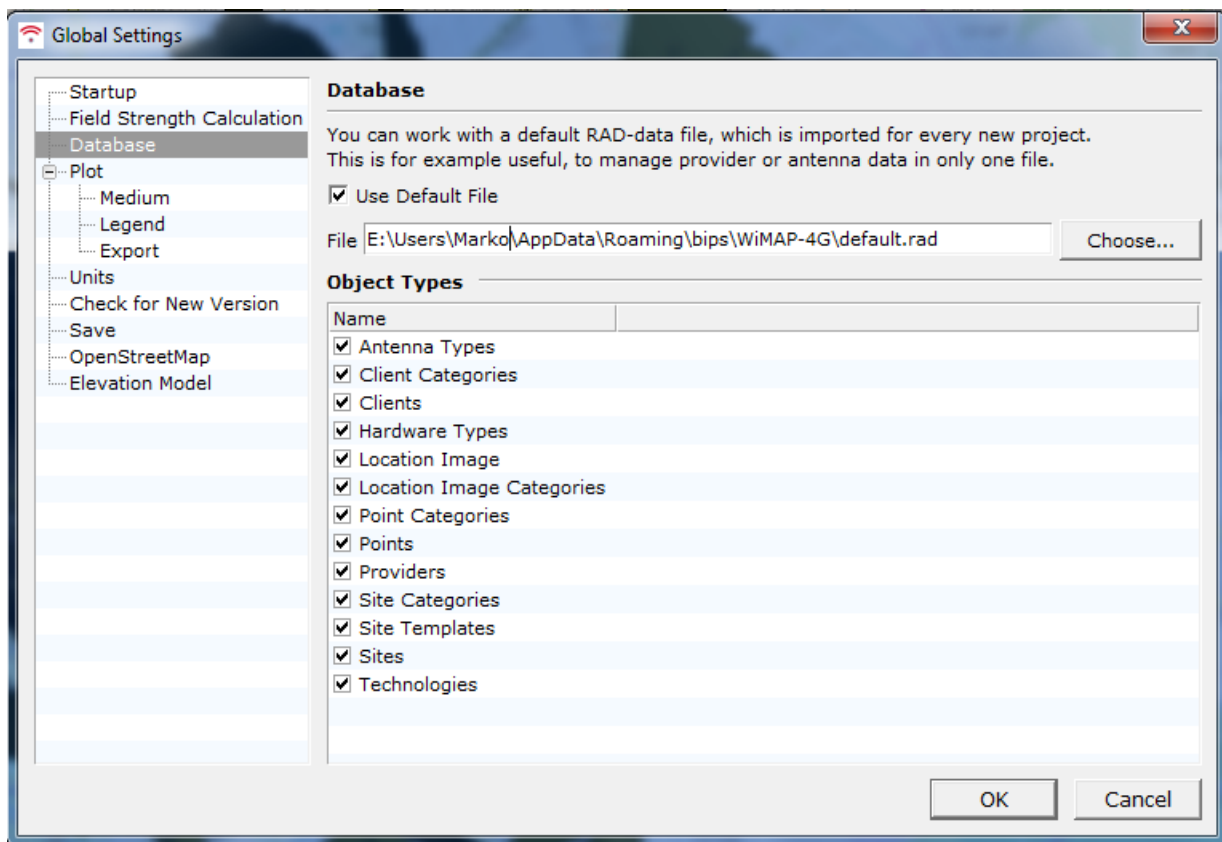 Global Settings
X
Startup
Field Strength Calculation
Database
Plot
Medium
Legend
Export
Units
Check for New Version
Save
OpenStreetMap
Elevation Model
Database
You can work with a default RAD-data file, which is imported for every new project.
This is for example useful, to manage provider or antenna data in only one file.
Use Default File
File E:\Users\Marko\AppData\Roaming\bips\WiMAP-4G\default.rad Choose...
Object Types
Name
Antenna Types
Client Categories
Clients
Hardware Types
Location Image
Location Image Categories
Point Categories
Points
Providers
Site Categories
Site Templates
Sites
Technologies
OK Cancel